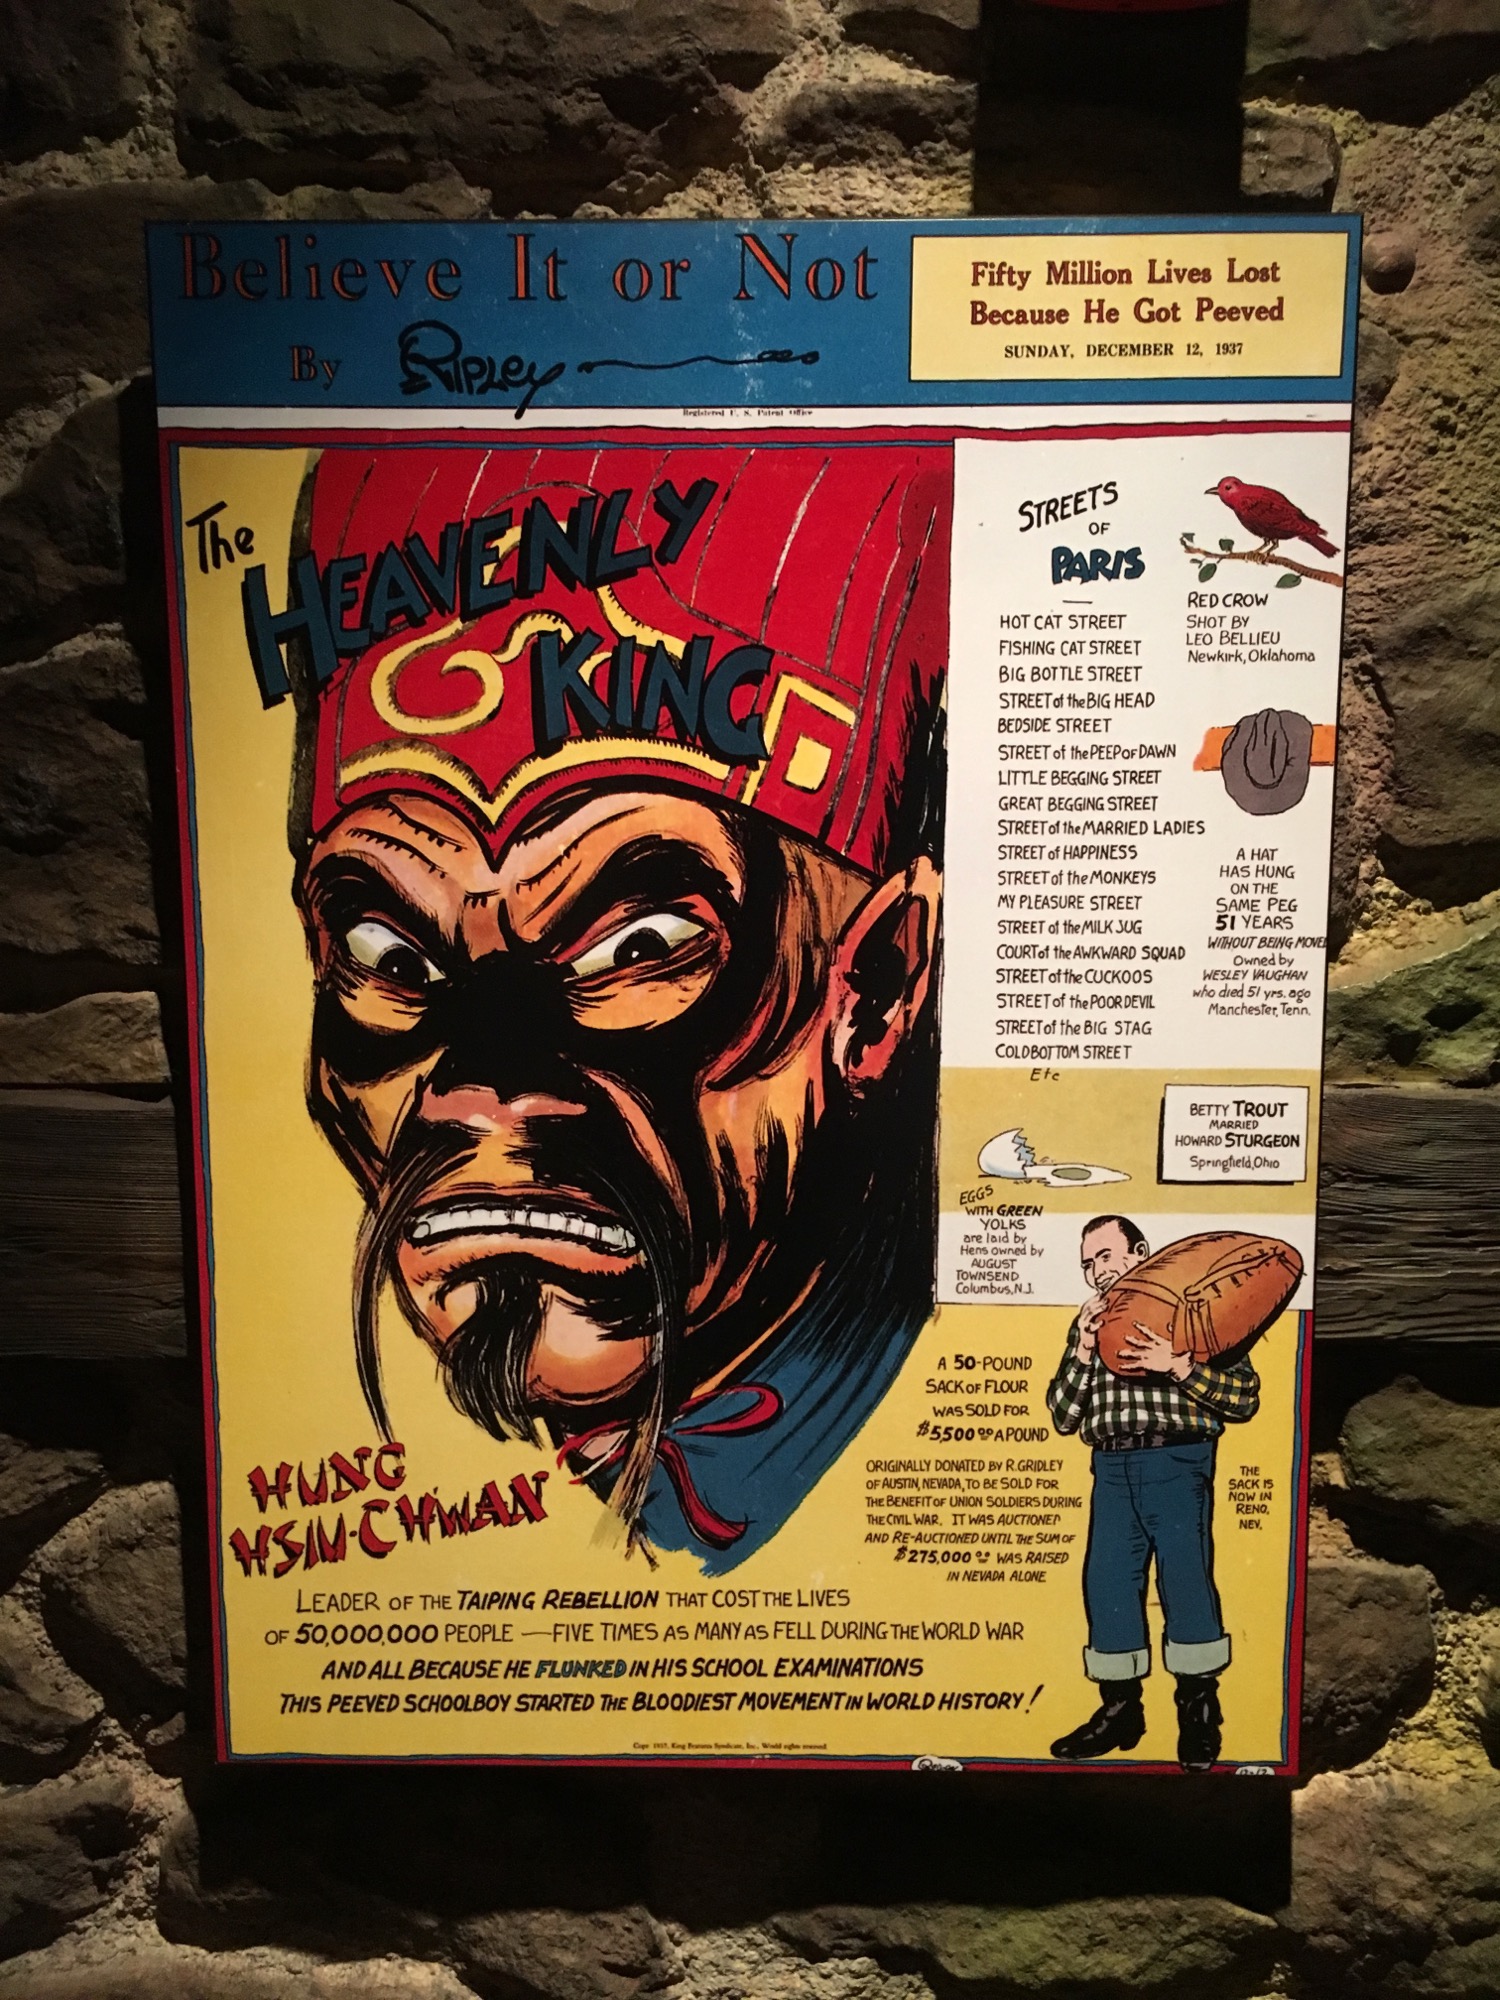 Believe It or Not
By Ripley
Fifty Million Lives Lost
Because He Got Peeved
SUNDAY, DECEMBER 12, 1937
Registered U. S. Patent Office
The
HEAVENLY
KING
HUNG
HSIU-CHWAN
LEADER OF THE TAIPING REBELLION THAT COST THE LIVES
OF 50,000,000 PEOPLE — FIVE TIMES AS MANY AS FELL DURING THE WORLD WAR
AND ALL BECAUSE HE FLUNKED IN HIS SCHOOL EXAMINATIONS
THIS PEEVED SCHOOLBOY STARTED THE BLOODIEST MOVEMENT IN WORLD HISTORY!
Copr. 1937, King Features Syndicate, Inc., World rights reserved
STREETS
OF
PARIS
HOT CAT STREET
FISHING CAT STREET
BIG BOTTLE STREET
STREET of the BIG HEAD
BEDSIDE STREET
STREET of the PEEP OF DAWN
LITTLE BEGGING STREET
GREAT BEGGING STREET
STREET of the MARRIED LADIES
STREET of HAPPINESS
STREET of the MONKEYS
MY PLEASURE STREET
STREET of the MILK JUG
COURT of the AWKWARD SQUAD
STREET of the CUCKOOS
STREET of the POOR DEVIL
STREET of the BIG STAG
COLDBOTTOM STREET
Etc
RED CROW
SHOT BY
LEO BELLIEU
Newkirk, Oklahoma
A HAT
HAS HUNG
ON THE
SAME PEG
51 YEARS
WITHOUT BEING MOVED
Owned by
WESLEY VAUGHAN
who died 51 yrs. ago
Manchester, Tenn.
BETTY TROUT
MARRIED
HOWARD STURGEON
Springfield, Ohio
EGGS
WITH GREEN
YOLKS
are laid by
Hens owned by
AUGUST
TOWNSEND
Columbus, N.J.
A 50-POUND
SACK OF FLOUR
WAS SOLD FOR
$5,500.00 A POUND
ORIGINALLY DONATED BY R. GRIDLEY
OF AUSTIN, NEVADA, TO BE SOLD FOR
THE BENEFIT OF UNION SOLDIERS DURING
THE CIVIL WAR. IT WAS AUCTIONED
AND RE-AUCTIONED UNTIL THE SUM OF
$275,000.00 WAS RAISED
IN NEVADA ALONE
THE
SACK IS
NOW IN
RENO,
NEV.
12-12